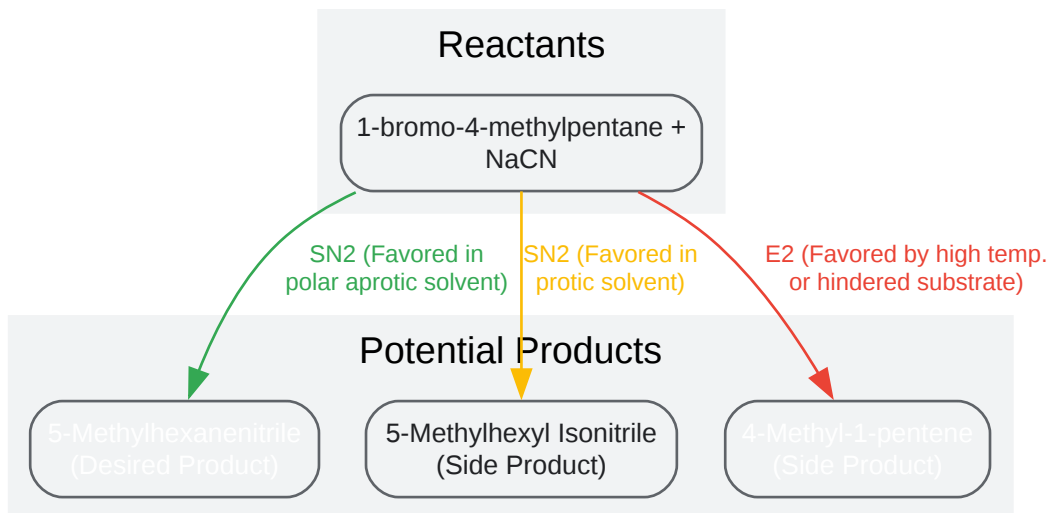 Reactants
1-bromo-4-methylpentane +
NaCN
SN2 (Favored in
polar aprotic solvent)
SN2 (Favored in
protic solvent)
E2 (Favored by high temp.
or hindered substrate)
Potential Products
5-Methylhexanenitrile
(Desired Product)
5-Methylhexyl Isonitrile
(Side Product)
4-Methyl-1-pentene
(Side Product)